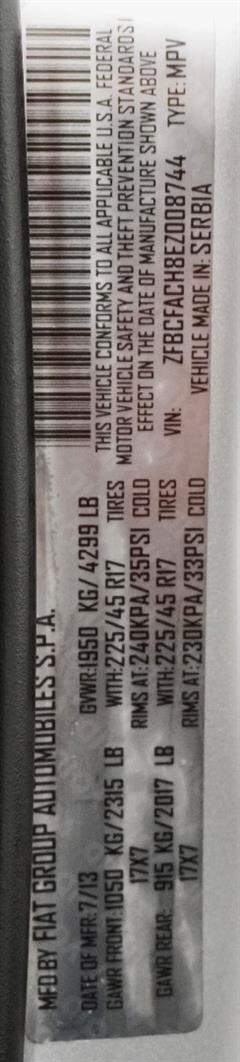 MFD BY FIAT GROUP AUTOMOBILES S.P.A.
DATE OF MFR: 7/13 GVWR: 1950 KG/ 4299 LB
GAWR FRONT: 1050 KG/2315 LB WITH: 225/45 R17 TIRES
17X7 RIMS AT: 240KPA/35PSI COLD
GAWR REAR: 915 KG/2017 LB WITH: 225/45 R17 TIRES
17X7 RIMS AT: 230KPA/33PSI COLD
THIS VEHICLE CONFORMS TO ALL APPLICABLE U.S.A. FEDERAL
MOTOR VEHICLE SAFETY AND THEFT PREVENTION STANDARDS I
EFFECT ON THE DATE OF MANUFACTURE SHOWN ABOVE
VIN: ZFBCFACH8EZ008744 TYPE: MPV
VEHICLE MADE IN: SERBIA